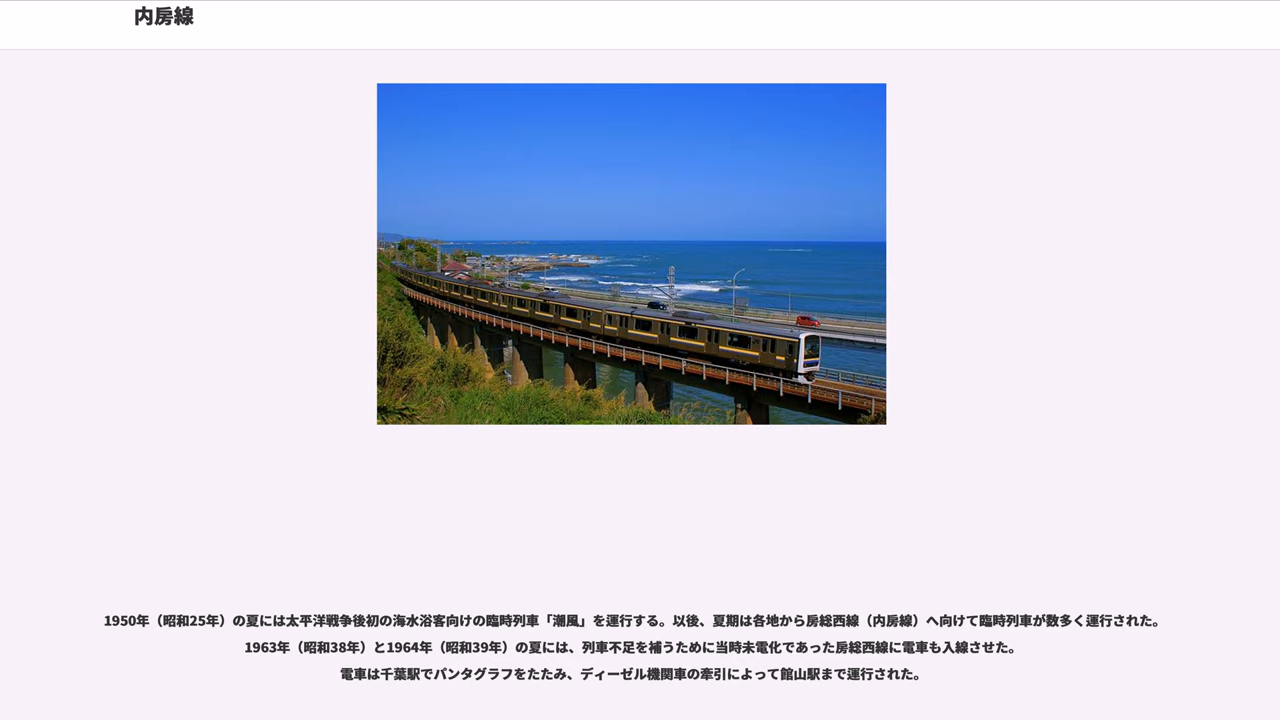 内房線
1950年（昭和25年）の夏には太平洋戦争後初の海水浴客向けの臨時列車「潮風」を運行する。以後、夏期は各地から房総西線（内房線）へ向けて臨時列車が数多く運行された。
1963年（昭和38年）と1964年（昭和39年）の夏には、列車不足を補うために当時未電化であった房総西線に電車も入線させた。
電車は千葉駅でパンタグラフをたたみ、ディーゼル機関車の牽引によって館山駅まで運行された。